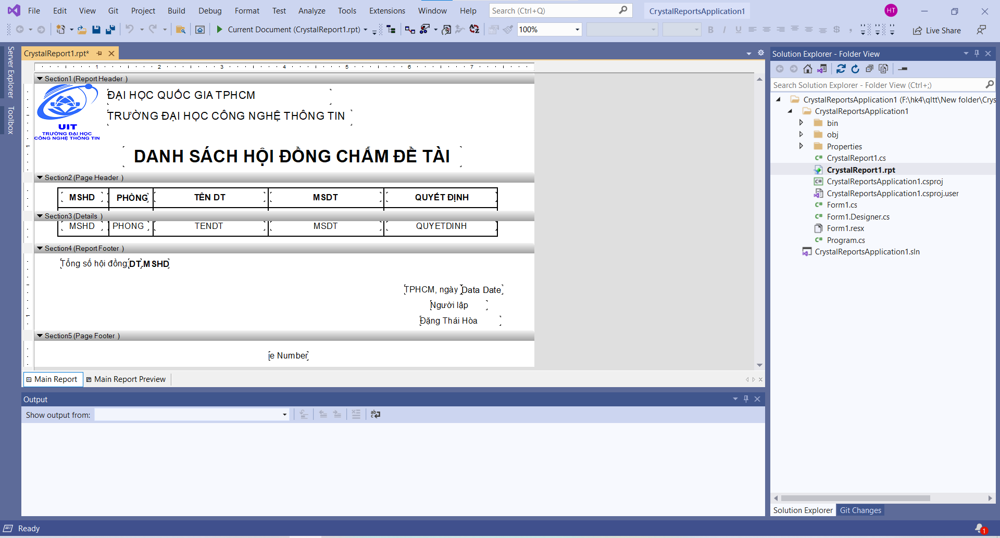 File Edit View Git Project Build Debug Format Test Analyze Tools Extensions Window Help Search (Ctrl+Q) CrystalReportsApplication1 HT
Current Document (CrystalReport1.rpt) 100% B I U $ , Live Share
Server Explorer
Toolbox
CrystalReport1.rpt*
1 2 3 4 5 6 7
Section1 (Report Header )
ĐẠI HỌC QUỐC GIA TPHCM
TRƯỜNG ĐẠI HỌC CÔNG NGHỆ THÔNG TIN
UIT
TRƯỜNG ĐẠI HỌC
CÔNG NGHỆ THÔNG TIN
DANH SÁCH HỘI ĐỒNG CHẤM ĐỀ TÀI
Section2 (Page Header )
MSHD PHÒNG TÊN DT MSDT QUYẾT ĐỊNH
Section3 (Details )
MSHD PHONG TENDT MSDT QUYETDINH
Section4 (Report Footer )
Tổng số hội đồng: DT.MSHD
TPHCM, ngày Data Date
Người lập
Đặng Thái Hòa
Section5 (Page Footer )
e Number
Main Report Main Report Preview
Output
Show output from:
Solution Explorer - Folder View
Search Solution Explorer - Folder View (Ctrl+;)
CrystalReportsApplication1 (F:\hk4\qltt\New folder\Crys
CrystalReportsApplication1
bin
obj
Properties
CrystalReport1.cs
CrystalReport1.rpt
CrystalReportsApplication1.csproj
CrystalReportsApplication1.csproj.user
Form1.cs
Form1.Designer.cs
Form1.resx
Program.cs
CrystalReportsApplication1.sln
Solution Explorer Git Changes
Ready 1